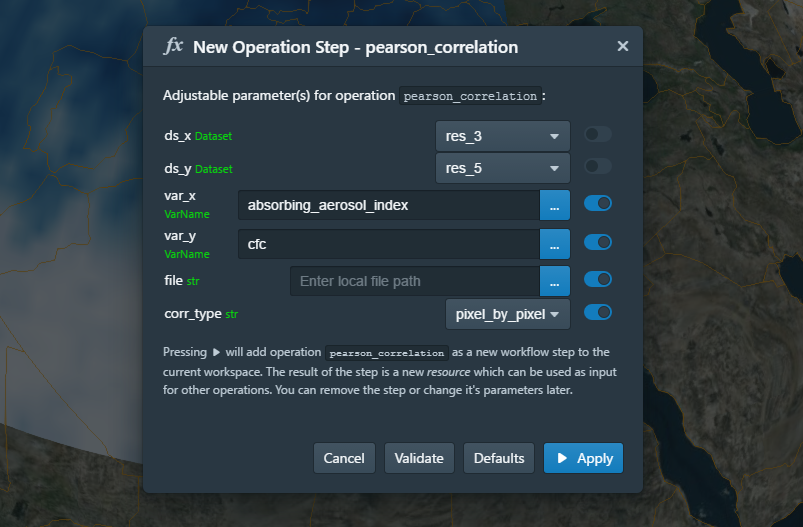 fx New Operation Step - pearson_correlation ×
Adjustable parameter(s) for operation pearson_correlation :
ds_x Dataset res_3
ds_y Dataset res_5
var_x
VarName absorbing_aerosol_index ...
var_y
VarName cfc ...
file str Enter local file path ...
corr_type str pixel_by_pixel
Pressing ▶ will add operation pearson_correlation as a new workflow step to the
current workspace. The result of the step is a new resource which can be used as input
for other operations. You can remove the step or change it's parameters later.
Cancel Validate Defaults Apply